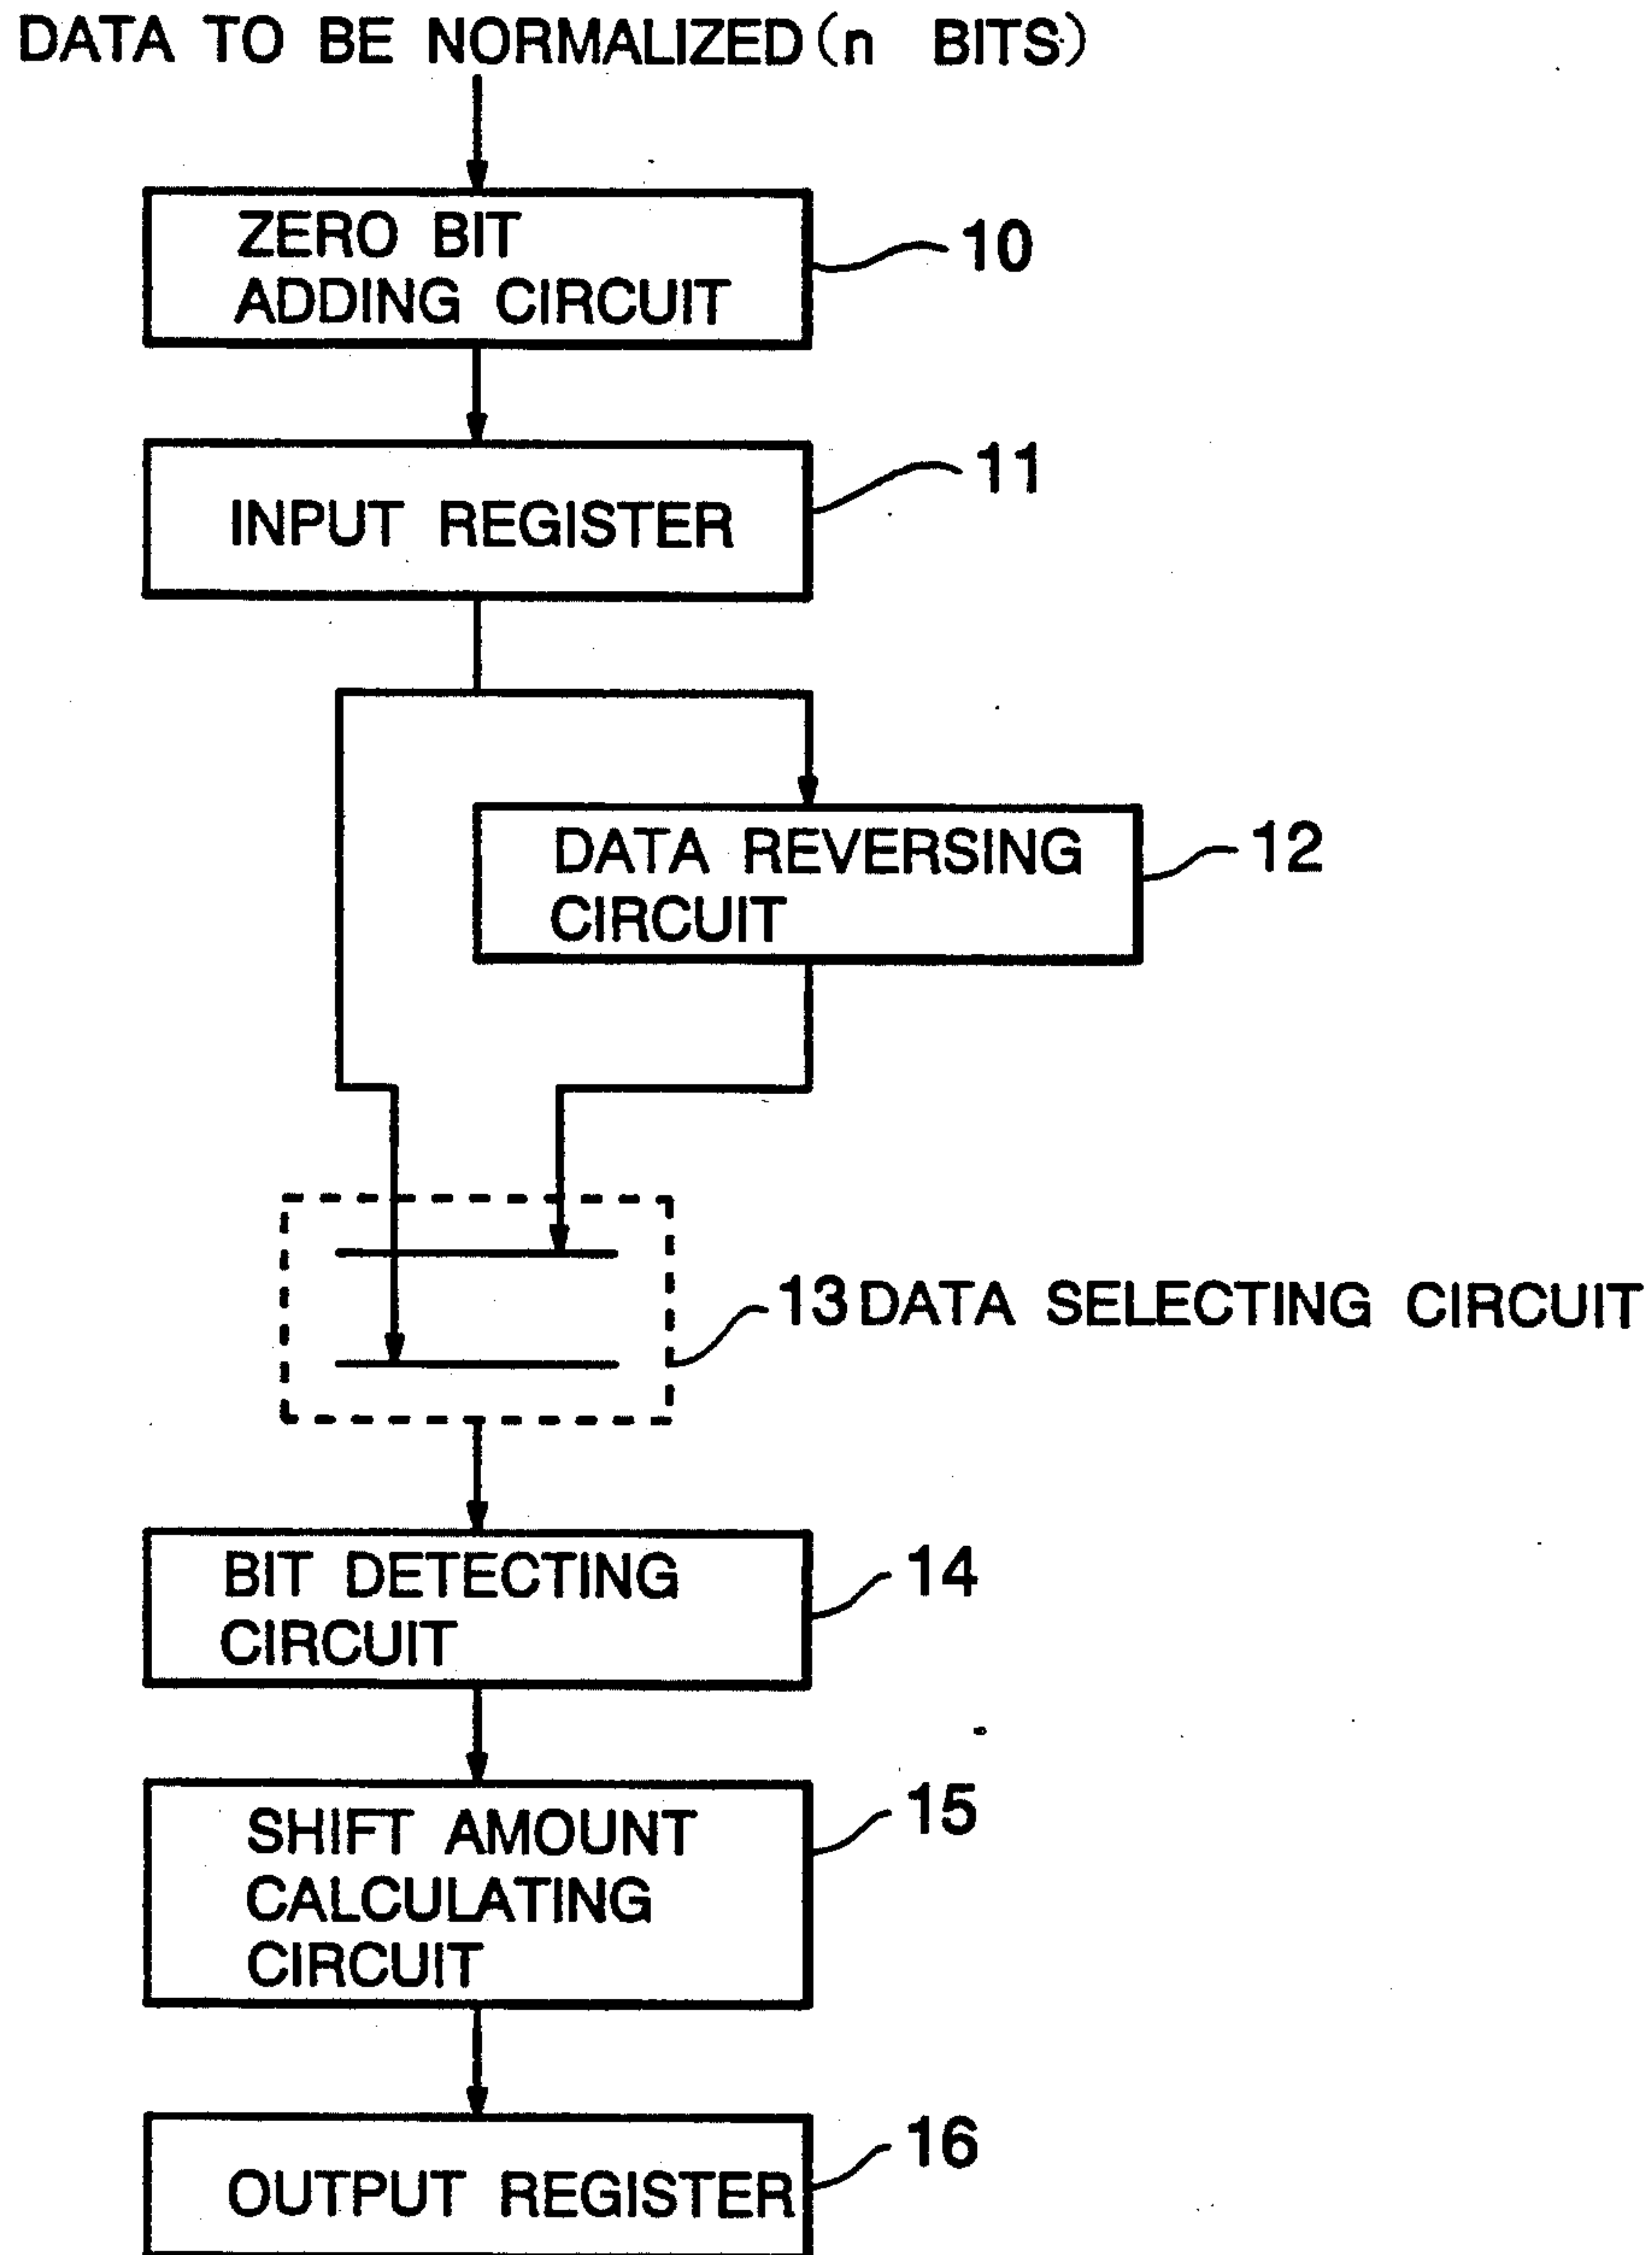 DATA TO BE NORMALIZED (n BITS)
ZERO BIT
ADDING CIRCUIT
10
INPUT REGISTER
11
DATA REVERSING
CIRCUIT
12
13 DATA SELECTING CIRCUIT
BIT DETECTING
CIRCUIT
14
SHIFT AMOUNT
CALCULATING
CIRCUIT
15
OUTPUT REGISTER
16